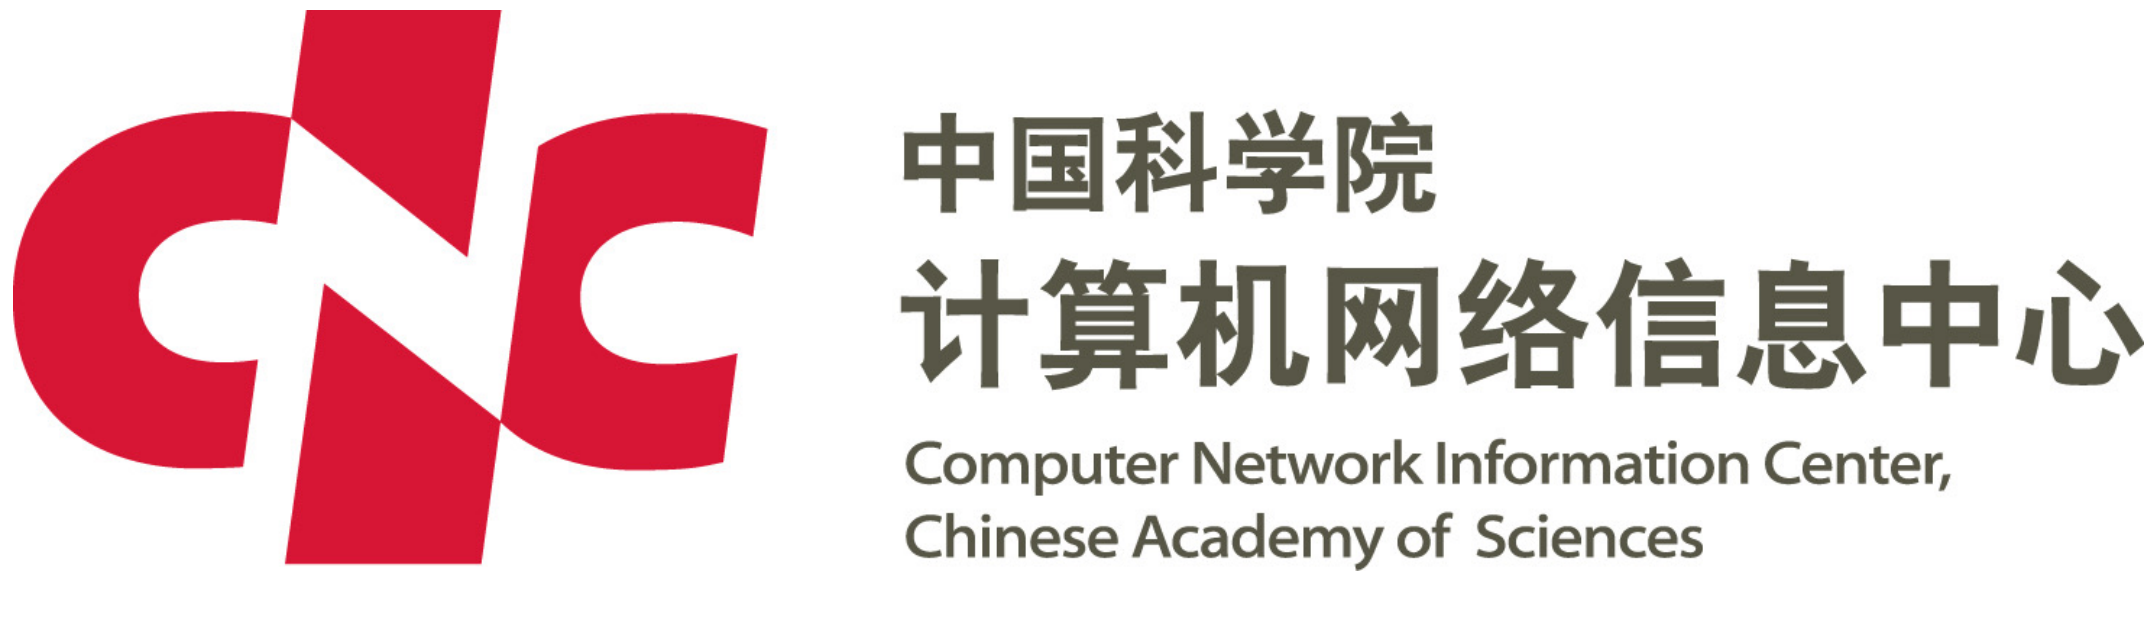 CNC
中国科学院
计算机网络信息中心
Computer Network Information Center,
Chinese Academy of Sciences